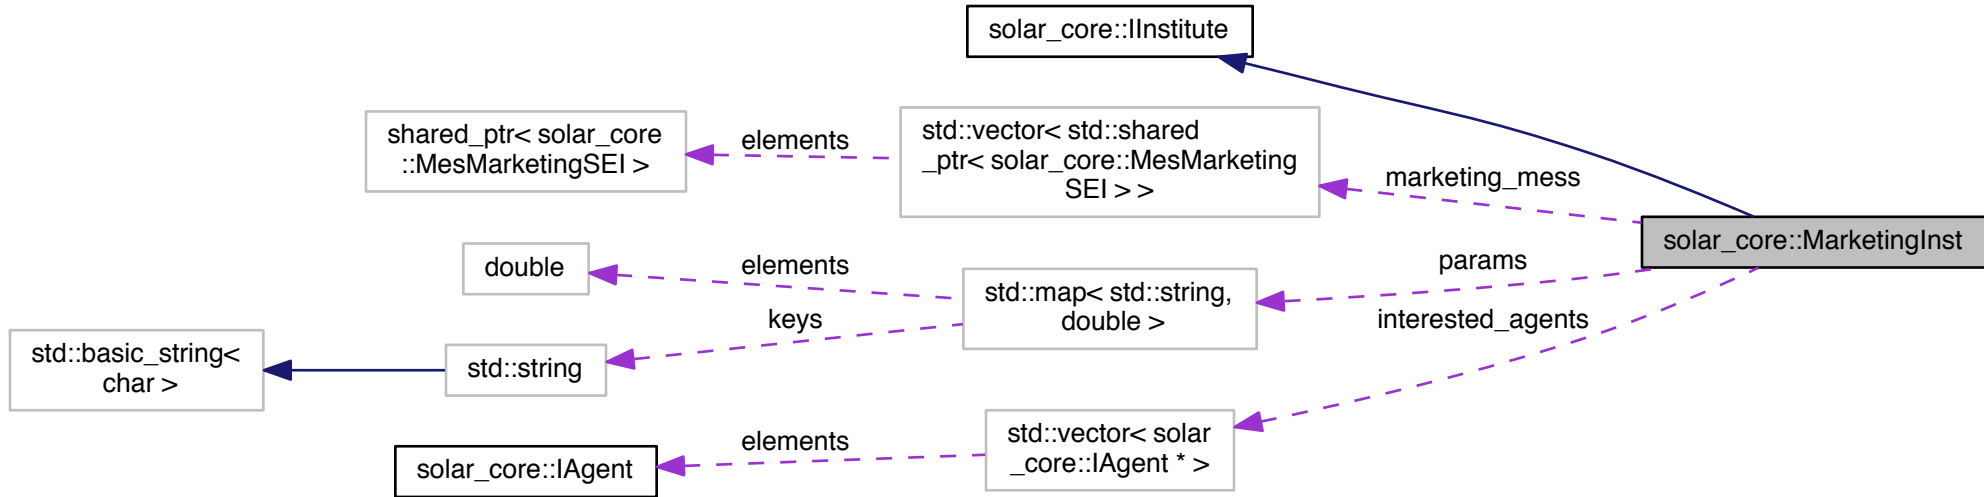 solar_core::IInstitute
shared_ptr< solar_core
::MesMarketingSEI >
elements
std::vector< std::shared
_ptr< solar_core::MesMarketing
SEI > >
marketing_mess
solar_core::MarketingInst
double
elements
keys
std::map< std::string,
double >
params
interested_agents
std::basic_string<
char >
std::string
solar_core::IAgent
elements
std::vector< solar
_core::IAgent * >